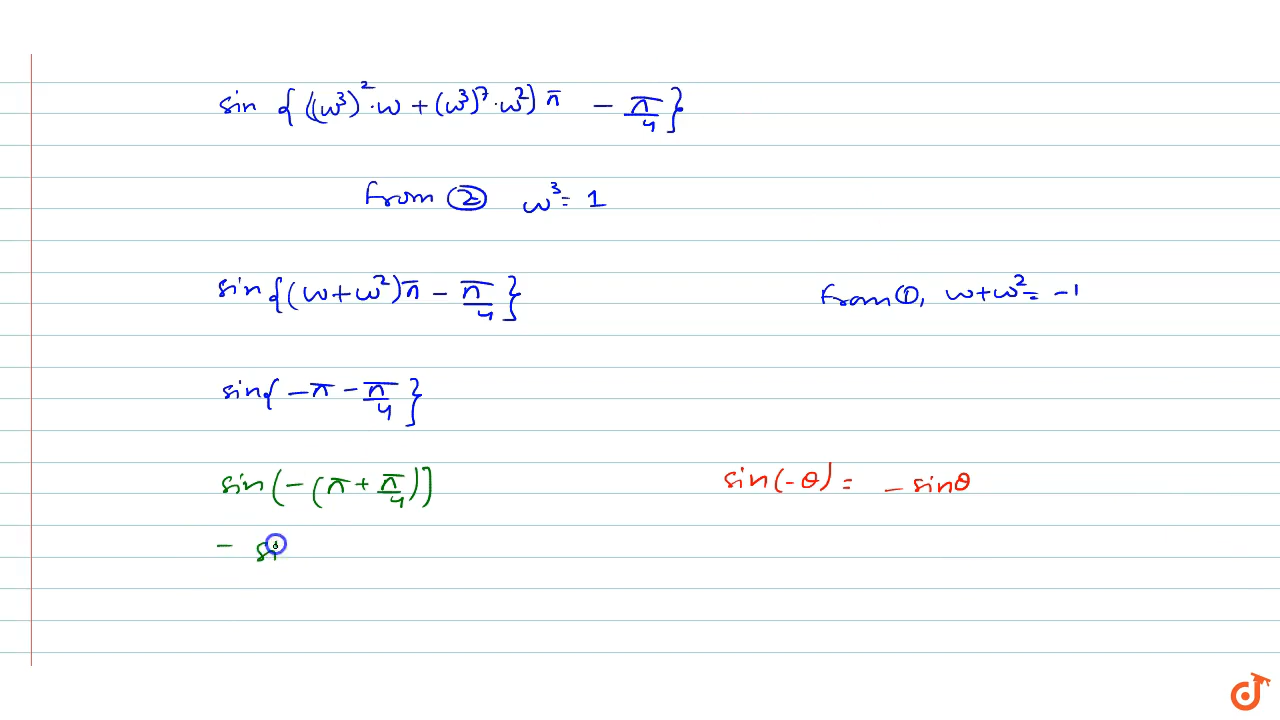 sin {((ω³)²·ω + (ω³)⁷·ω²) π − π/4}
From ② ω³ = 1
sin{(ω+ω²)π − π/4}
From ①, ω+ω² = −1
sin{−π − π/4}
sin(−(π + π/4)]
sin(−θ) = − sinθ
− si